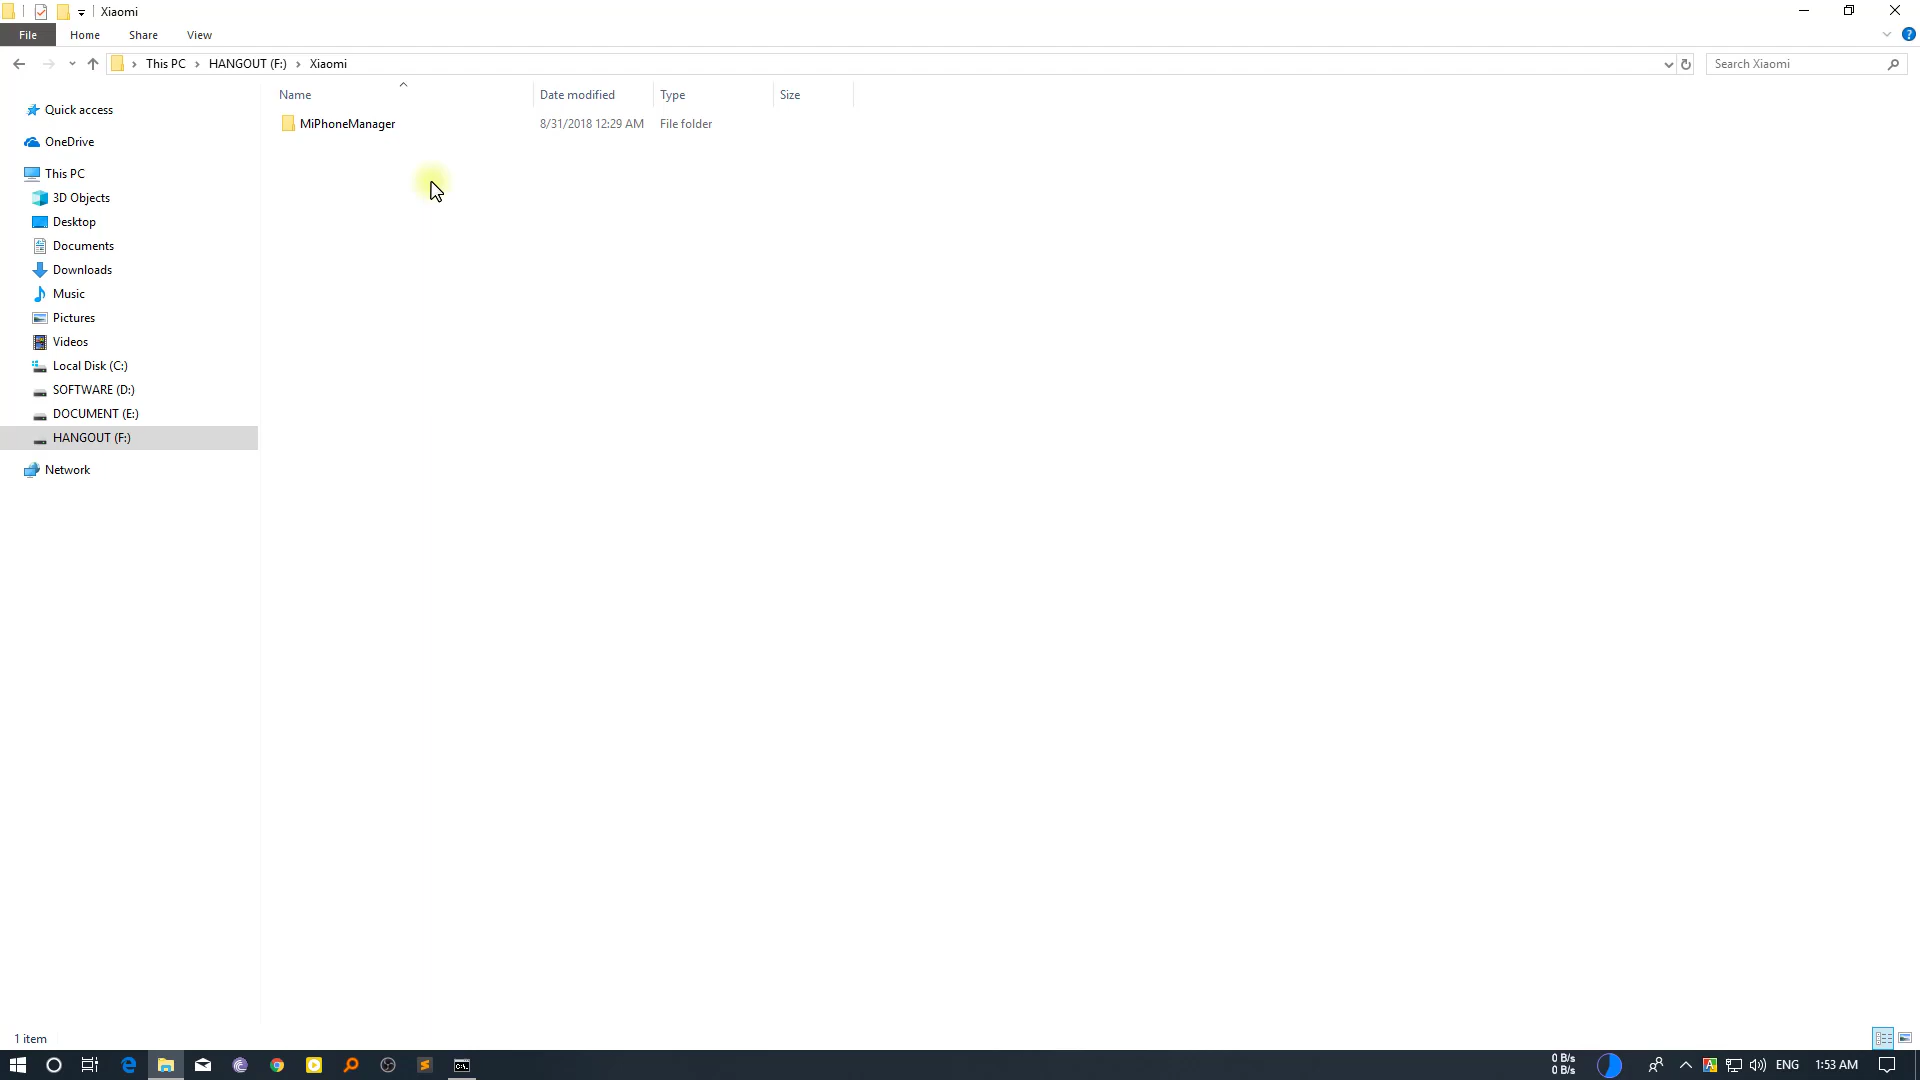 Xiaomi
File Home Share View
This PC HANGOUT (F:) Xiaomi Search Xiaomi
Name Date modified Type Size
MiPhoneManager 8/31/2018 12:29 AM File folder
Quick access
OneDrive
This PC
3D Objects
Desktop
Documents
Downloads
Music
Pictures
Videos
Local Disk (C:)
SOFTWARE (D:)
DOCUMENT (E:)
HANGOUT (F:)
Network
1 item
0 B/s
0 B/s
ENG 1:53 AM